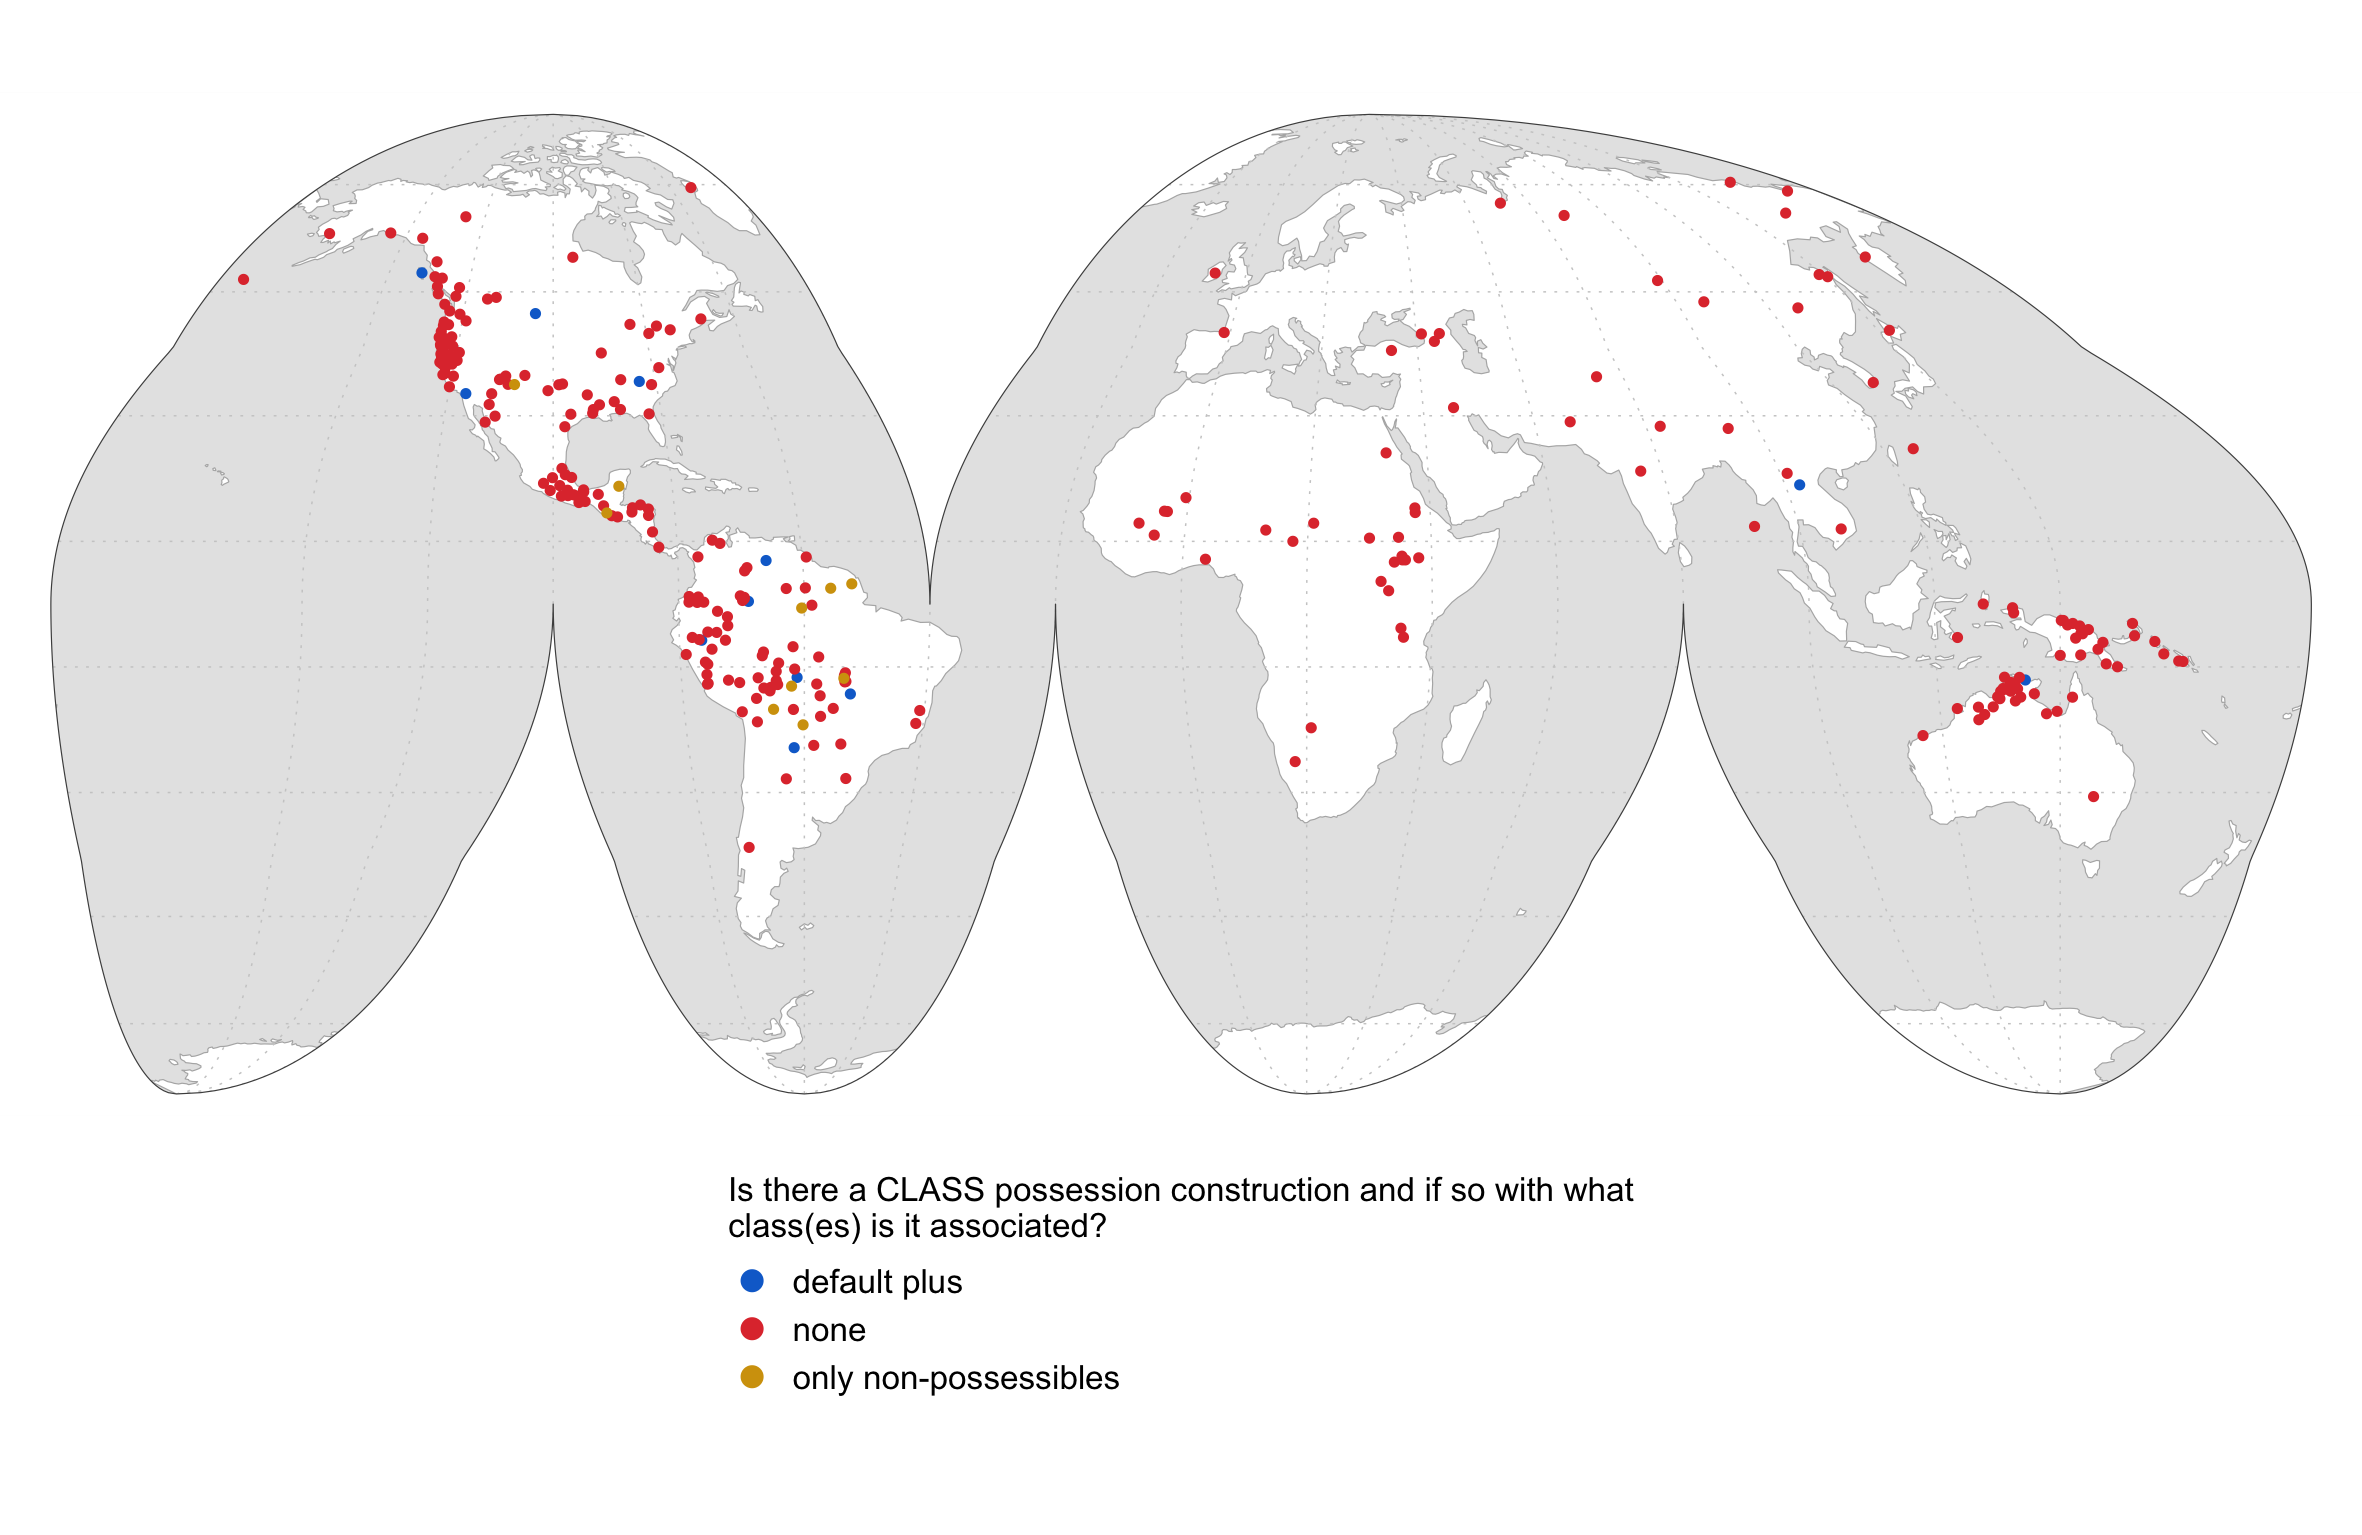 Is there a CLASS possession construction and if so with what
class(es) is it associated?
default plus
none
only non-possessibles